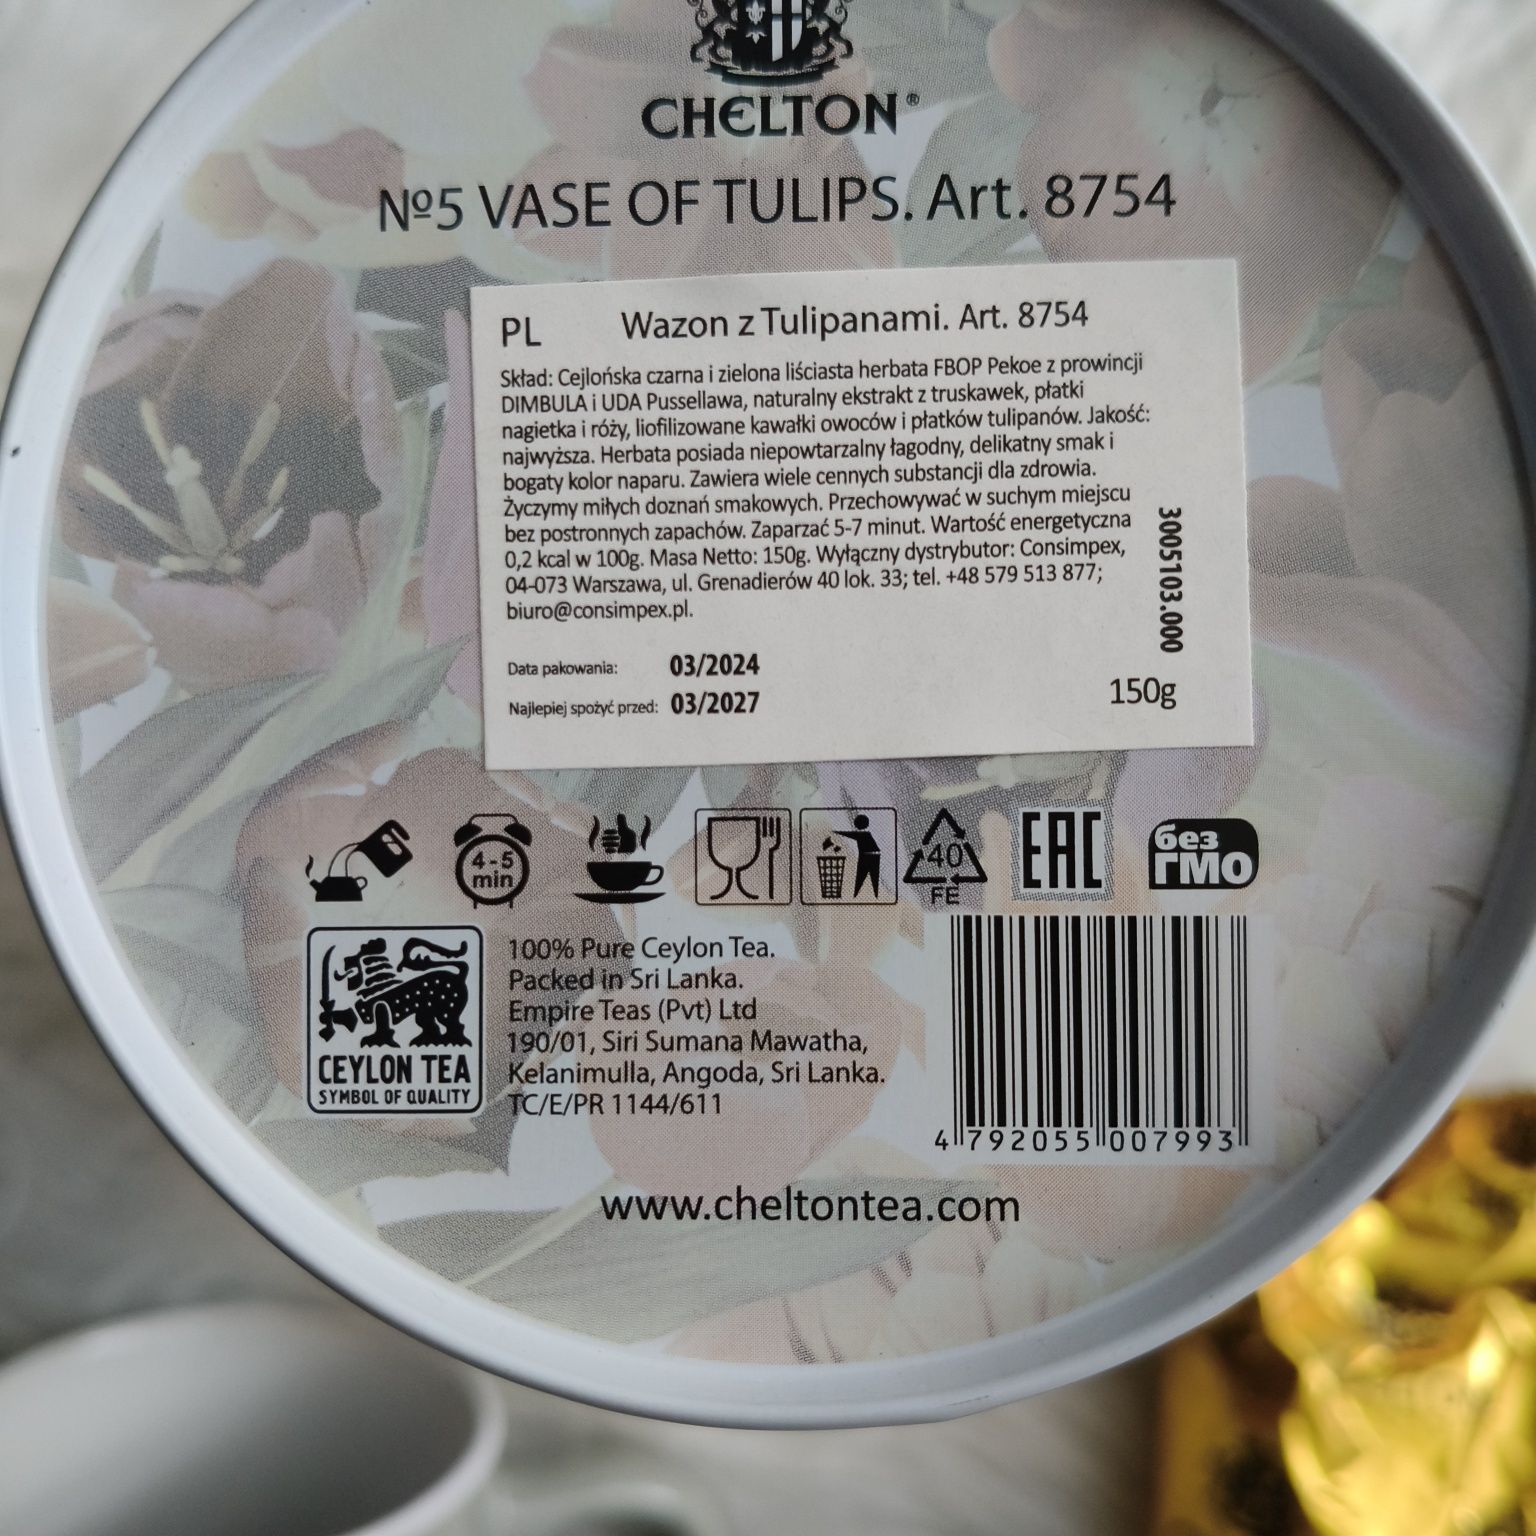 CHELTON®
№5 VASE OF TULIPS. Art. 8754
PL Wazon z Tulipanami. Art. 8754
Skład: Cejlońska czarna i zielona liściasta herbata FBOP Pekoe z prowincji
DIMBULA i UDA Pussellawa, naturalny ekstrakt z truskawek, płatki
nagietka i róży, liofilizowane kawałki owoców i płatków tulipanów. Jakość:
najwyższa. Herbata posiada niepowtarzalny łagodny, delikatny smak i
bogaty kolor naparu. Zawiera wiele cennych substancji dla zdrowia.
Życzymy miłych doznań smakowych. Przechowywać w suchym miejscu
bez postronnych zapachów. Zaparzać 5-7 minut. Wartość energetyczna
0,2 kcal w 100g. Masa Netto: 150g. Wyłączny dystrybutor: Consimpex,
04-073 Warszawa, ul. Grenadierów 40 lok. 33; tel. +48 579 513 877;
biuro@consimpex.pl.
3005103.000
Data pakowania: 03/2024
Najlepiej spożyć przed: 03/2027
150g
4-5
min
40
FE
EAC
без
ГМО
CEYLON TEA
SYMBOL OF QUALITY
100% Pure Ceylon Tea.
Packed in Sri Lanka.
Empire Teas (Pvt) Ltd
190/01, Siri Sumana Mawatha,
Kelanimulla, Angoda, Sri Lanka.
TC/E/PR 1144/611
4 792055 007993
www.cheltontea.com